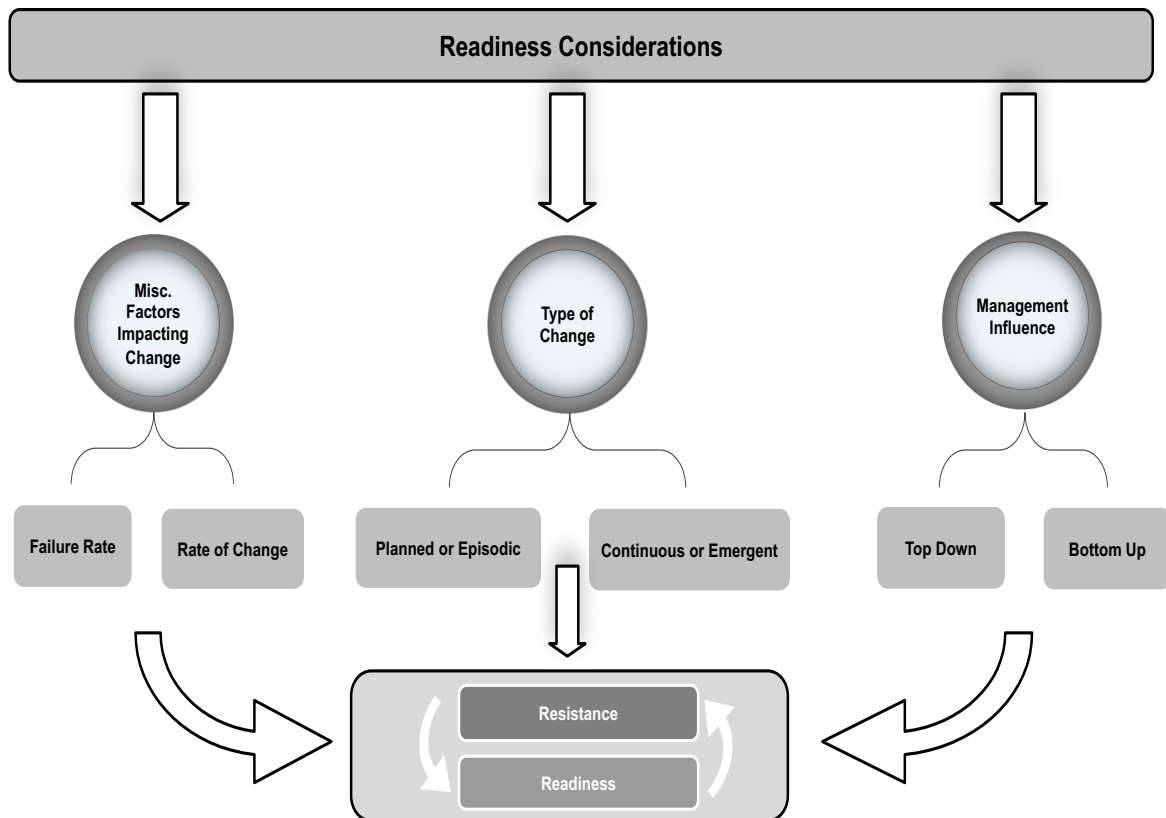 Readiness Considerations
Misc.
Factors
Impacting
Change
Type of
Change
Management
Influence
Failure Rate
Rate of Change
Planned or Episodic
Continuous or Emergent
Top Down
Bottom Up
Resistance
Readiness